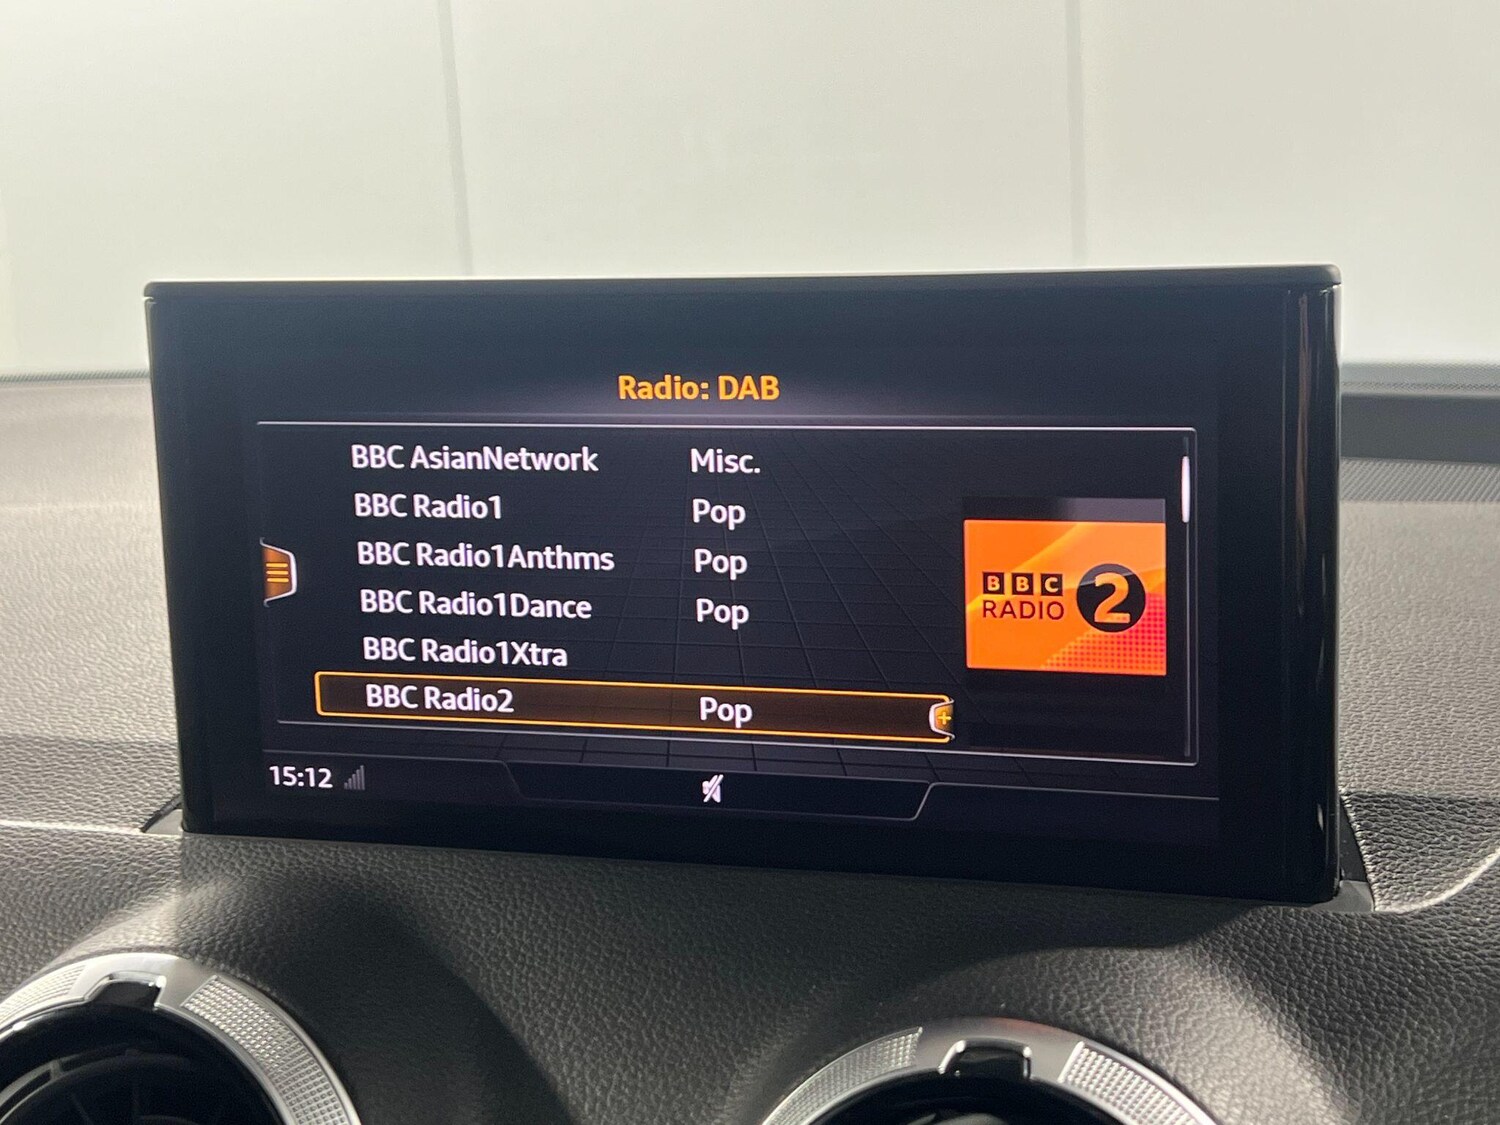 Radio: DAB
BBC AsianNetwork Misc.
BBC Radio1 Pop
BBC Radio1Anthms Pop
BBC Radio1Dance Pop
BBC Radio1Xtra
BBC Radio2 Pop
BBC
RADIO 2
15:12